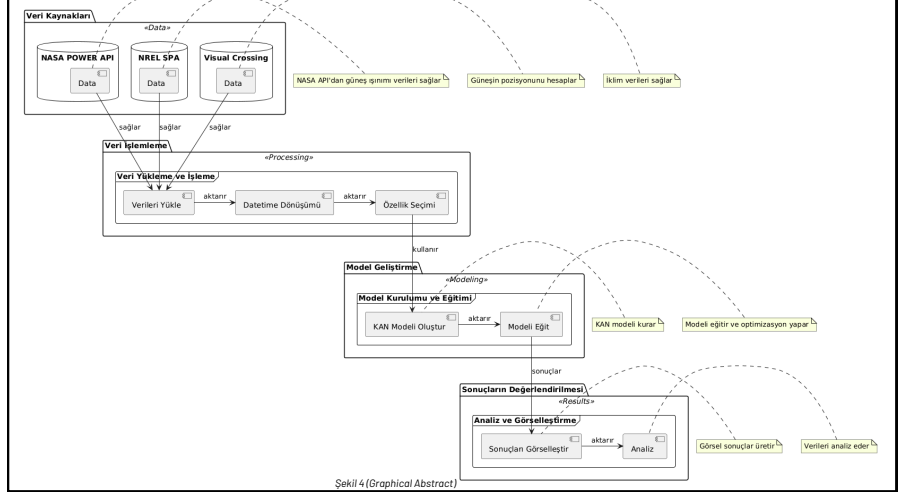 Veri Kaynakları
«Data»
NASA POWER API
NREL SPA
Visual Crossing
Data
Data
Data
NASA API'dan güneş ışınımı verileri sağlar
Güneşin pozisyonunu hesaplar
İklim verileri sağlar
sağlar
sağlar
sağlar
Veri İşlemleme
«Processing»
Veri Yükleme ve İşleme
Verileri Yükle
aktarır
Datetime Dönüşümü
aktarır
Özellik Seçimi
kullanır
Model Geliştirme
«Modeling»
Model Kurulumu ve Eğitimi
KAN Modeli Oluştur
aktarır
Modeli Eğit
KAN modeli kurar
Modeli eğitir ve optimizasyon yapar
sonuçlar
Sonuçların Değerlendirilmesi
«Results»
Analiz ve Görselleştirme
Sonuçları Görselleştir
aktarır
Analiz
Görsel sonuçlar üretir
Verileri analiz eder
Şekil 4 (Graphical Abstract)